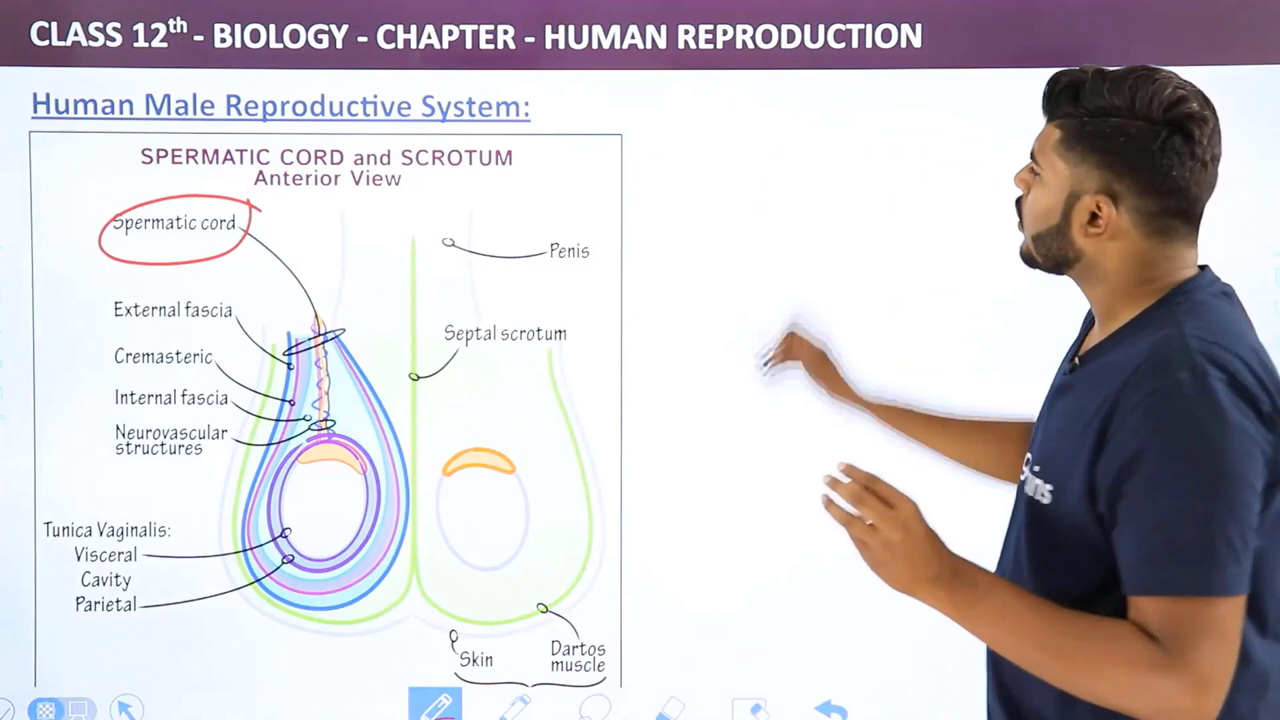 CLASS 12th - BIOLOGY - CHAPTER - HUMAN REPRODUCTION
Human Male Reproductive System:
SPERMATIC CORD and SCROTUM
Anterior View
Spermatic cord
Penis
External fascia
Septal scrotum
Cremasteric
Internal fascia
Neurovascular
structures
Tunica Vaginalis:
Visceral
Cavity
Parietal
Skin
Dartos
muscle